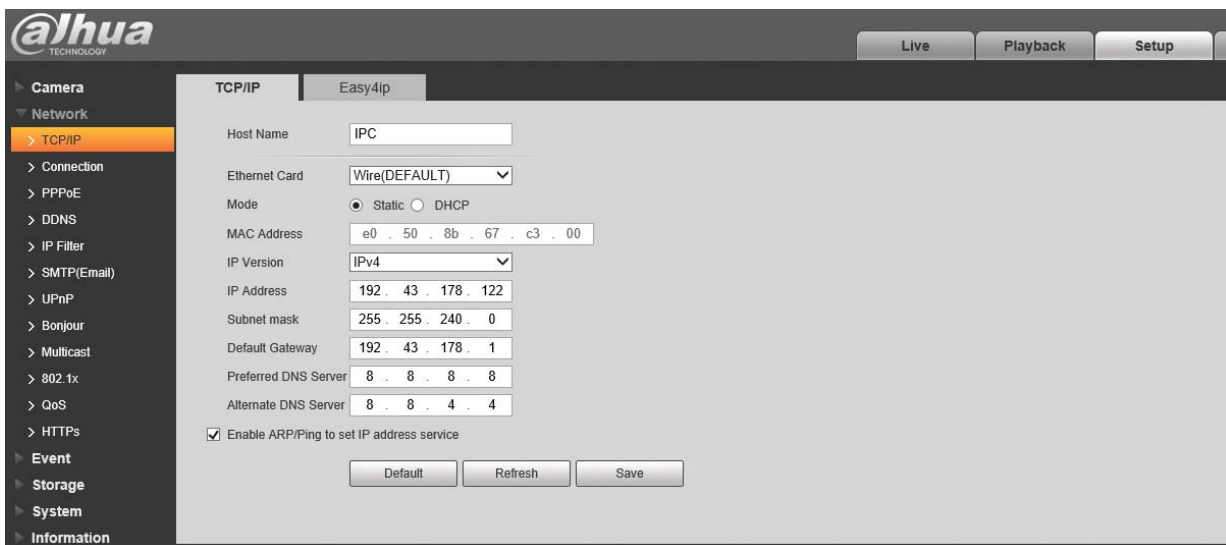 alhua
TECHNOLOGY
Live Playback Setup
Camera
Network
> TCP/IP
> Connection
> PPPoE
> DDNS
> IP Filter
> SMTP(Email)
> UPnP
> Bonjour
> Multicast
> 802.1x
> QoS
> HTTPs
Event
Storage
System
Information
TCP/IP Easy4ip
Host Name IPC
Ethernet Card Wire(DEFAULT)
Mode Static DHCP
MAC Address e0 . 50 . 8b . 67 . c3 . 00
IP Version IPv4
IP Address 192 . 43 . 178 . 122
Subnet mask 255 . 255 . 240 . 0
Default Gateway 192 . 43 . 178 . 1
Preferred DNS Server 8 . 8 . 8 . 8
Alternate DNS Server 8 . 8 . 4 . 4
Enable ARP/Ping to set IP address service
Default Refresh Save